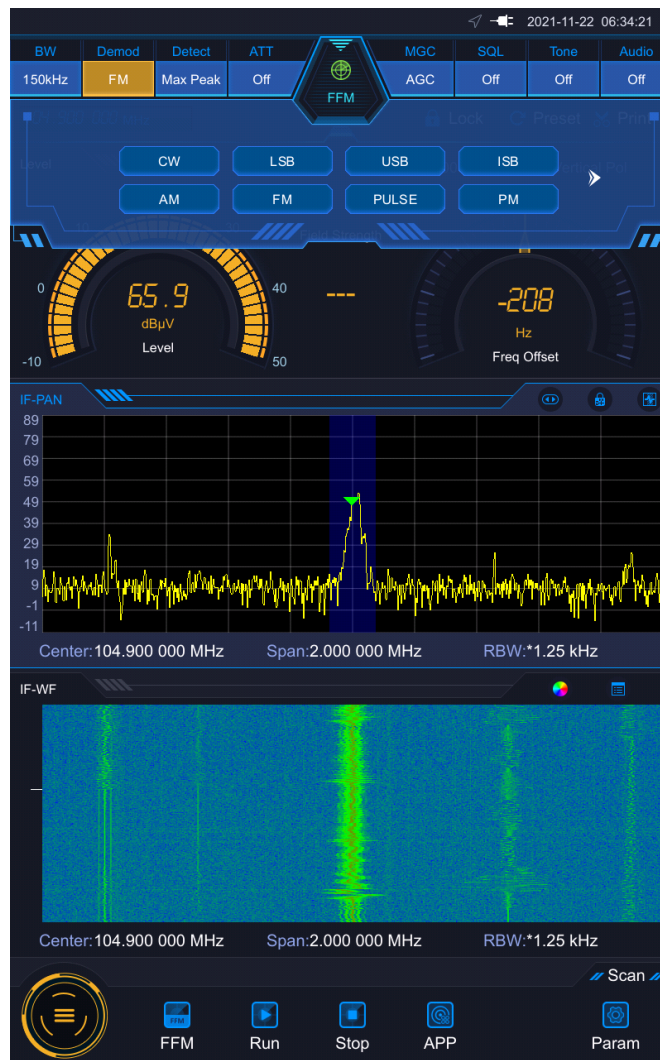 2021-11-22 06:34:21
BW Demod Detect ATT MGC SQL Tone Audio
150kHz FM Max Peak Off AGC Off Off Off
FFM
Lock Preset Print
Level
CW LSB USB ISB
AM FM PULSE PM
Field Strength
0 40
65.9
dBµV
Level
-10 50
---
-208
Hz
Freq Offset
IF-PAN
89
79
69
59
49
39
29
19
9
-1
-11
Center:104.900 000 MHz Span:2.000 000 MHz RBW:*1.25 kHz
IF-WF
Center:104.900 000 MHz Span:2.000 000 MHz RBW:*1.25 kHz
Scan
FFM
FFM Run Stop APP Param